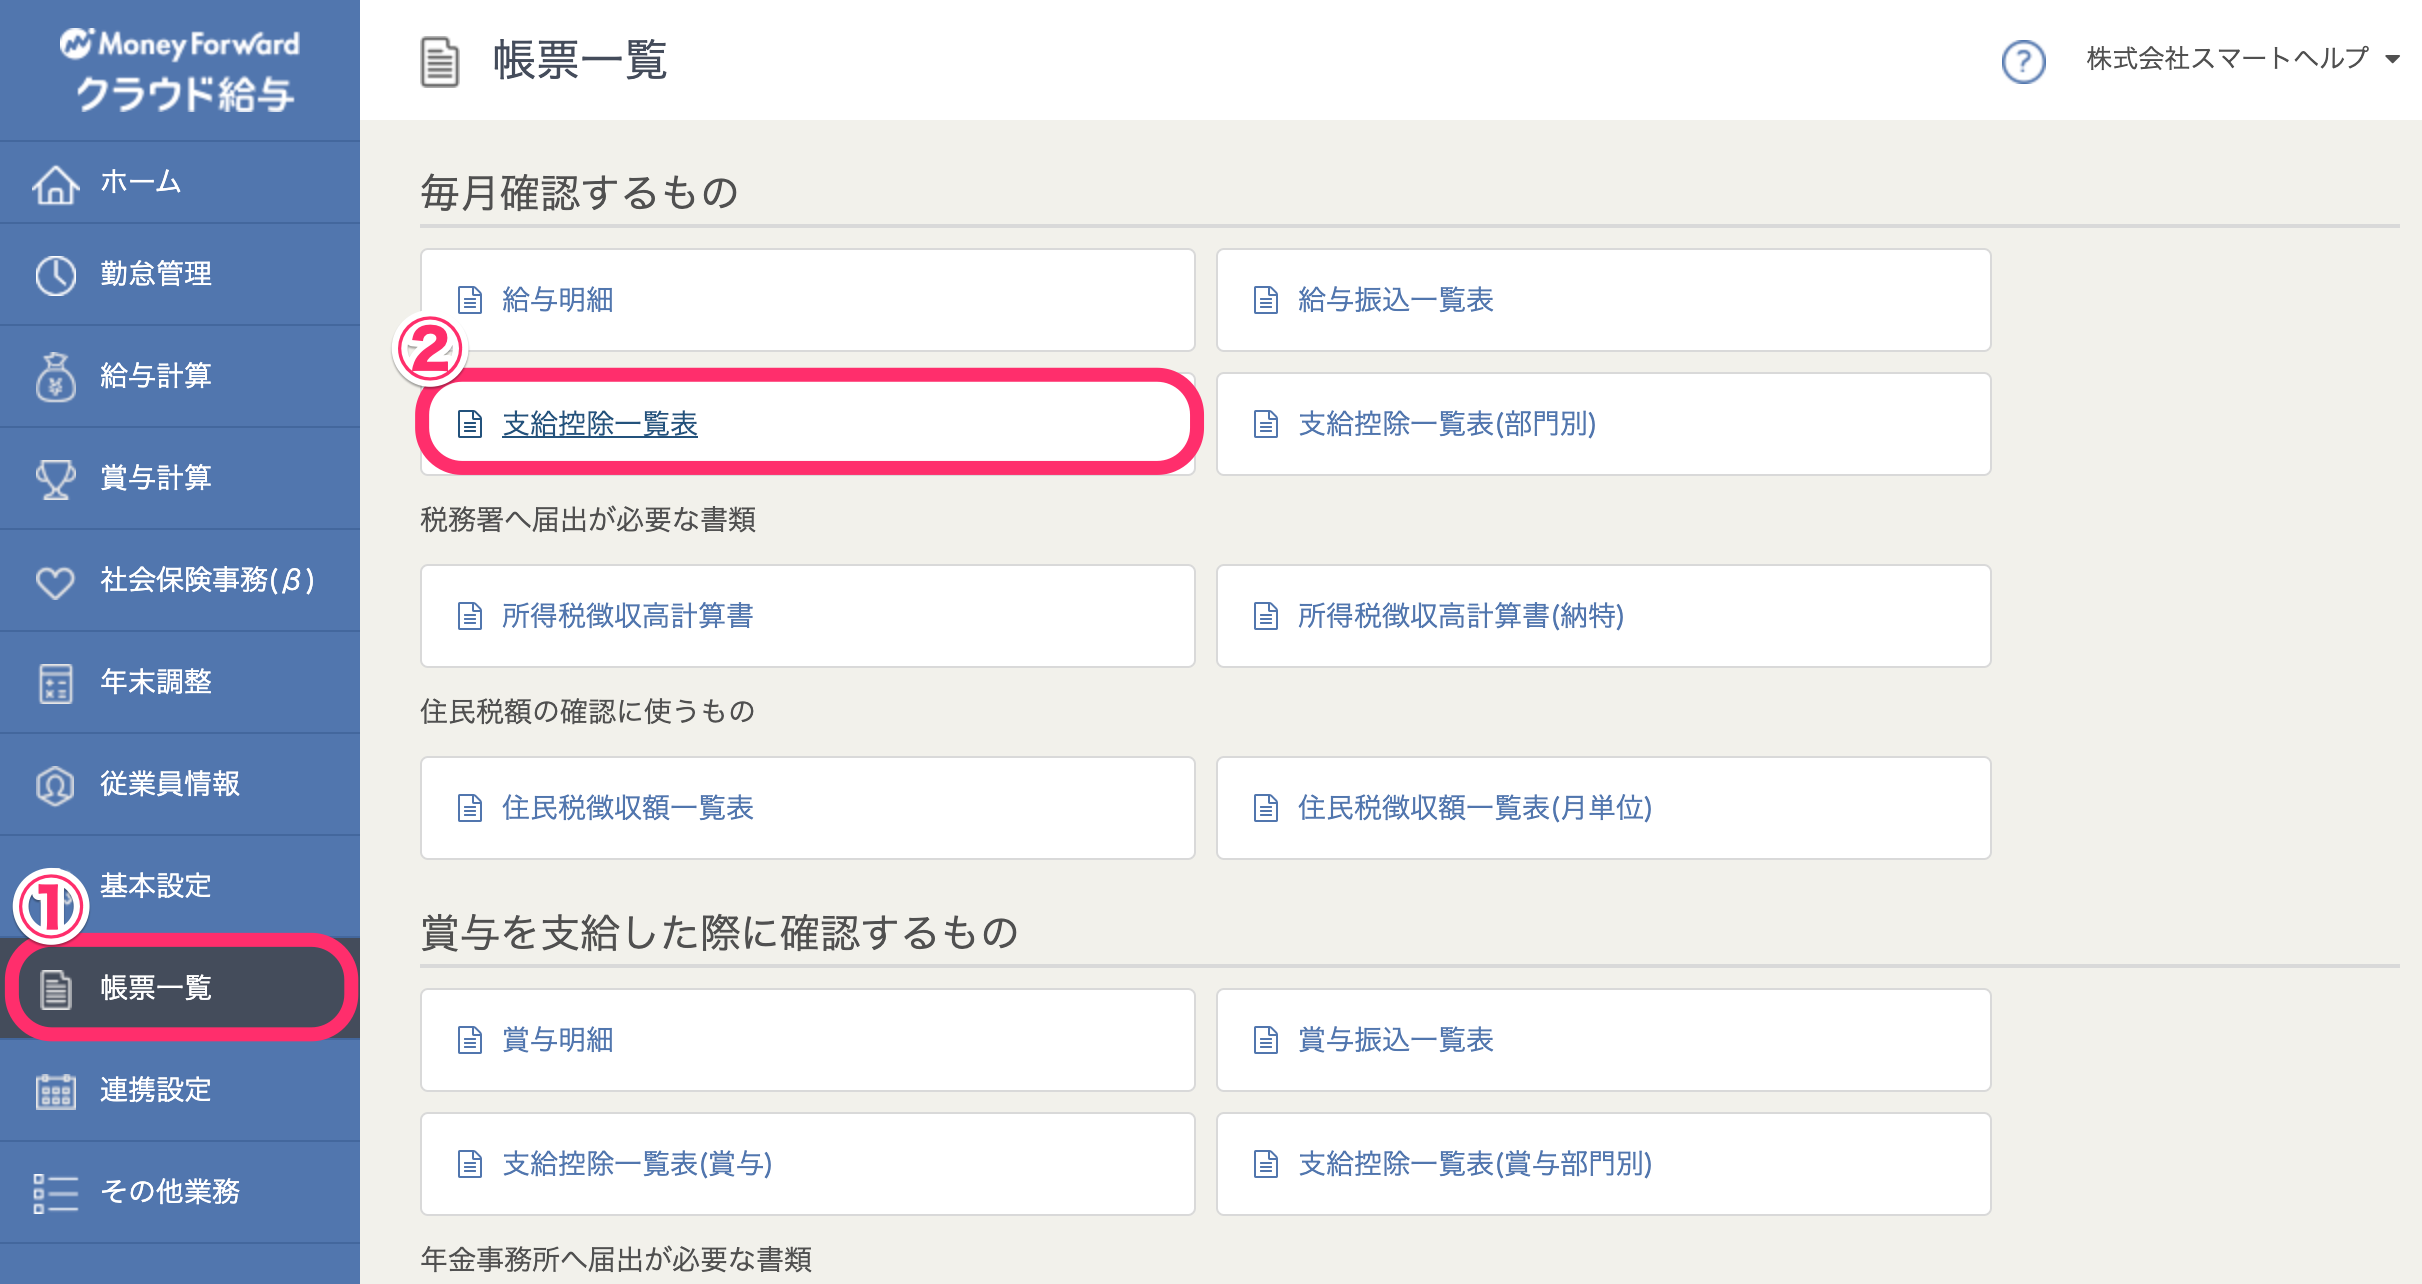 Money Forward
クラウド給与
ホーム
勤怠管理
給与計算
賞与計算
社会保険事務(β)
年末調整
従業員情報
①
基本設定
帳票一覧
連携設定
その他業務
帳票一覧
?
株式会社スマートヘルプ
毎月確認するもの
給与明細
給与振込一覧表
②
支給控除一覧表
支給控除一覧表(部門別)
税務署へ届出が必要な書類
所得税徴収高計算書
所得税徴収高計算書(納特)
住民税額の確認に使うもの
住民税徴収額一覧表
住民税徴収額一覧表(月単位)
賞与を支給した際に確認するもの
賞与明細
賞与振込一覧表
支給控除一覧表(賞与)
支給控除一覧表(賞与部門別)
年金事務所へ届出が必要な書類